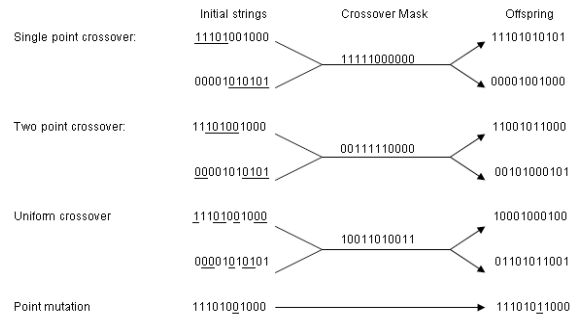 Initial strings Crossover Mask Offspring
Single point crossover: 11101001000 11101010101
11111000000
00001010101 00001001000
Two point crossover: 11101001000 11001011000
00111110000
00001010101 00101000101
Uniform crossover 11101001000 10001000100
10011010011
00001010101 01101011001
Point mutation 11101001000 11101011000